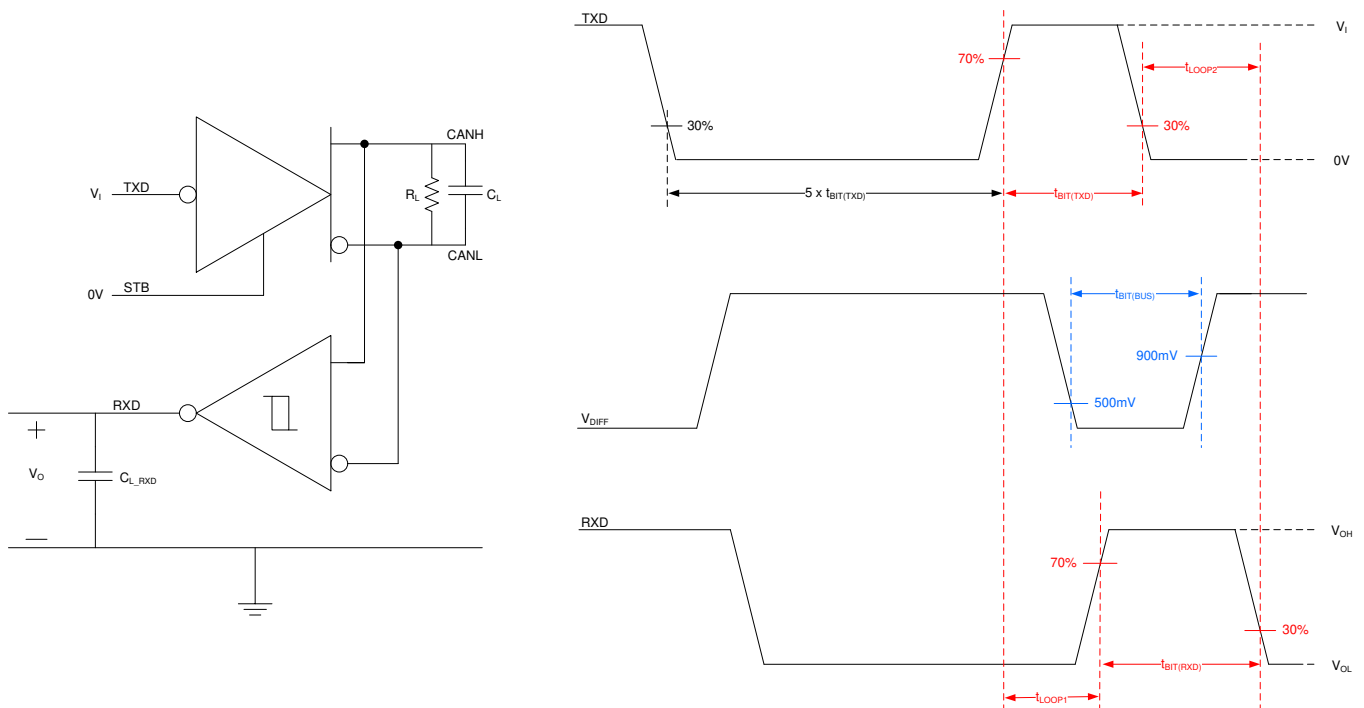 CANH
R_L
C_L
V_I
TXD
CANL
0V
STB
RXD
+
V_O
C_L_RXD
—
TXD
V_I
70%
t_LOOP2
30%
30%
0V
5 x t_BIT(TXD)
t_BIT(TXD)
t_BIT(BUS)
900mV
500mV
V_DIFF
RXD
V_OH
70%
30%
t_BIT(RXD)
V_OL
t_LOOP1